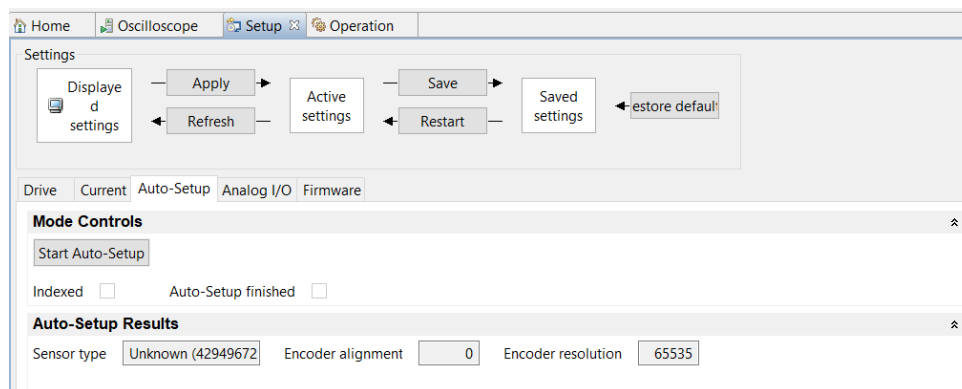 Home Oscilloscope Setup Operation
Settings
Displaye
d
settings
Apply
Refresh
Active
settings
Save
Restart
Saved
settings
estore defaul
Drive Current Auto-Setup Analog I/O Firmware
Mode Controls
Start Auto-Setup
Indexed Auto-Setup finished
Auto-Setup Results
Sensor type Unknown (42949672 Encoder alignment 0 Encoder resolution 65535